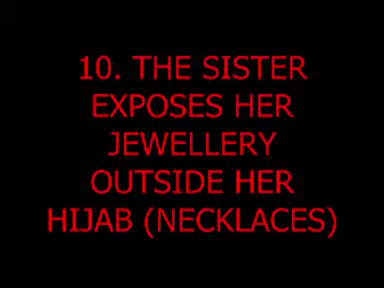 10. THE SISTER
EXPOSES HER
JEWELLERY
OUTSIDE HER
HIJAB (NECKLACES)